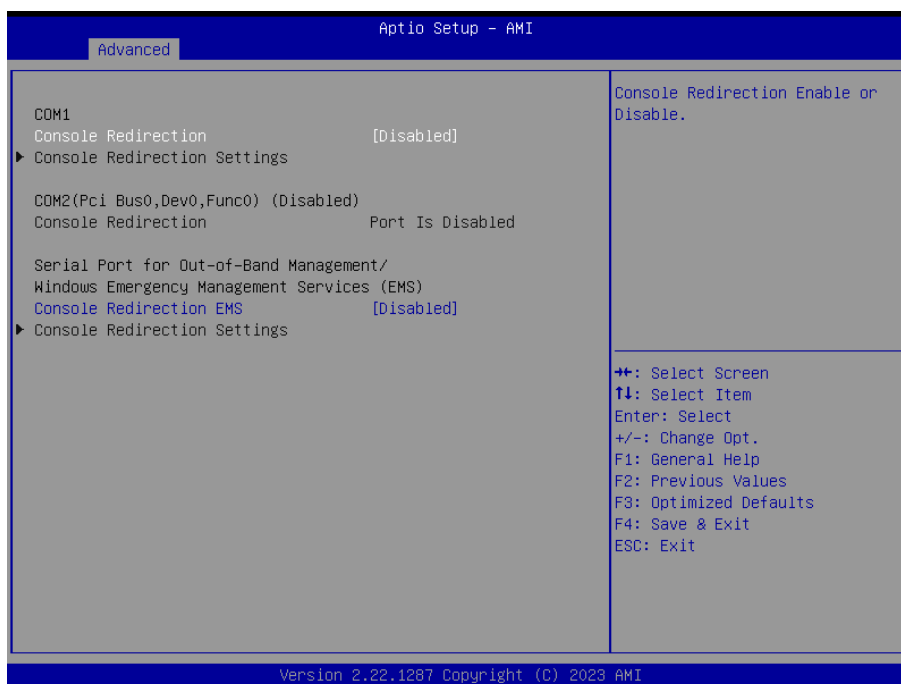 Aptio Setup - AMI
Advanced
COM1
Console Redirection [Disabled]
▶ Console Redirection Settings
COM2(Pci Bus0,Dev0,Func0) (Disabled)
Console Redirection Port Is Disabled
Serial Port for Out-of-Band Management/
Windows Emergency Management Services (EMS)
Console Redirection EMS [Disabled]
▶ Console Redirection Settings
Console Redirection Enable or
Disable.
→←: Select Screen
↑↓: Select Item
Enter: Select
+/-: Change Opt.
F1: General Help
F2: Previous Values
F3: Optimized Defaults
F4: Save & Exit
ESC: Exit
Version 2.22.1287 Copyright (C) 2023 AMI